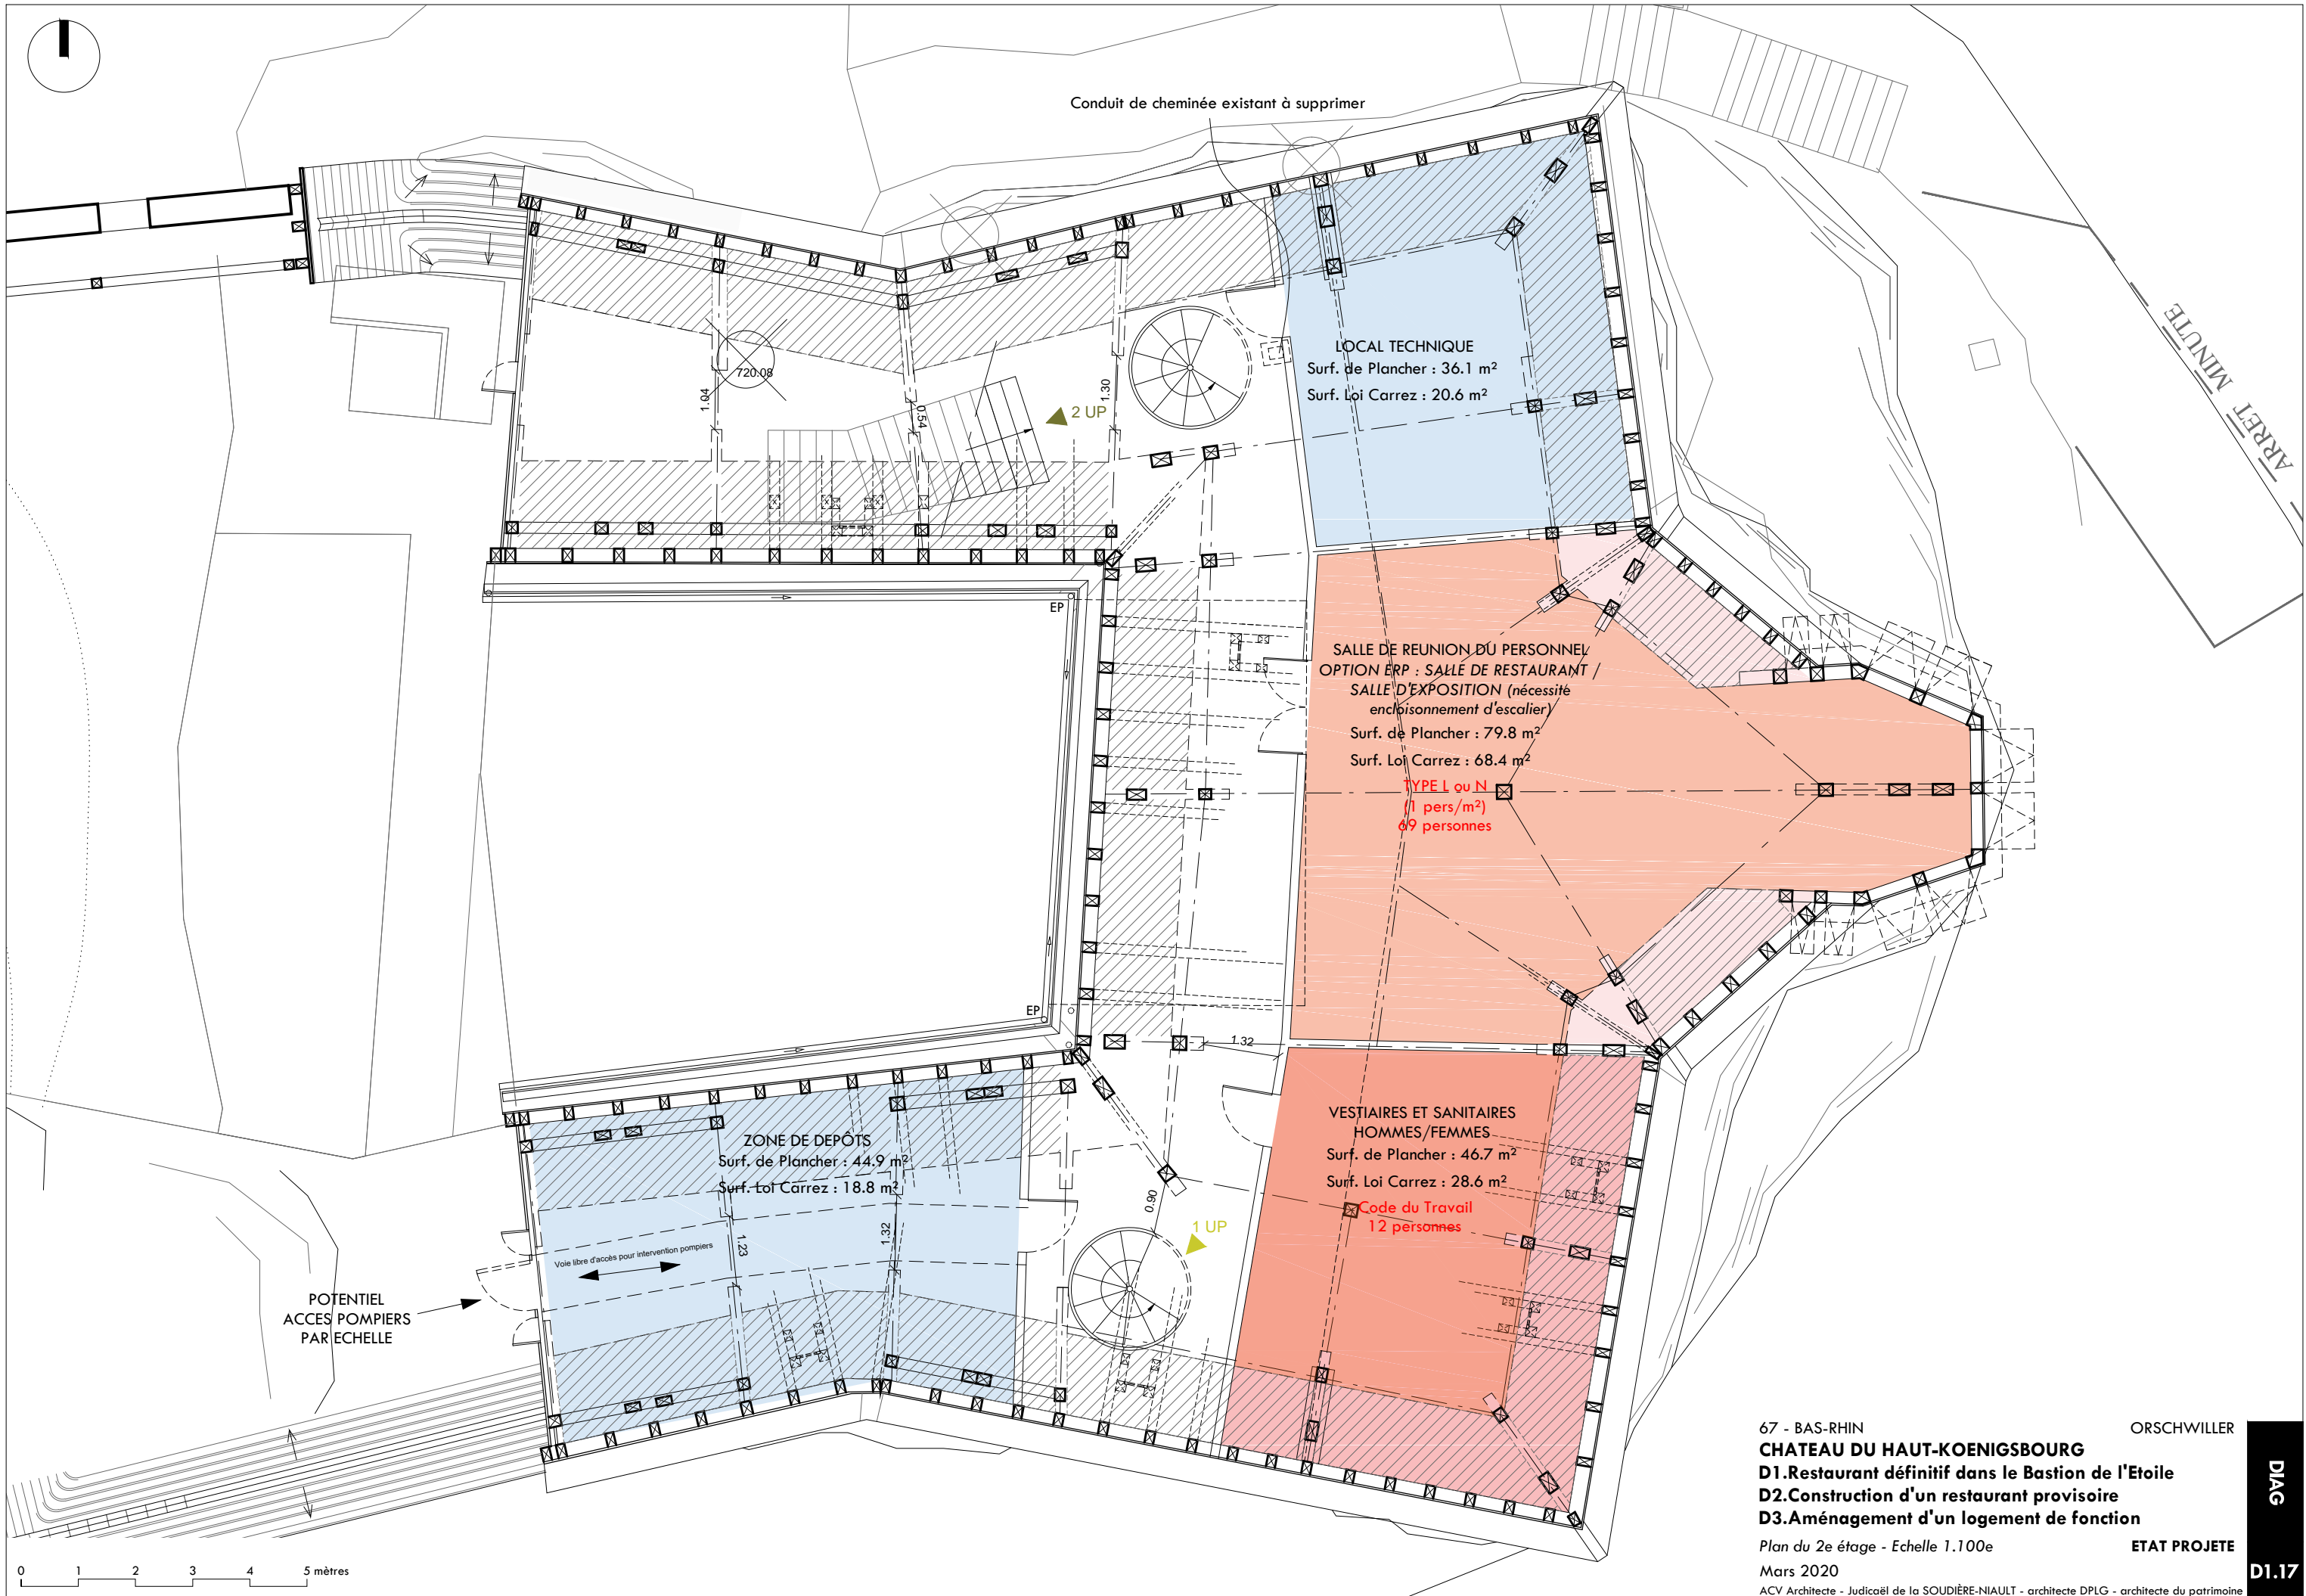 Conduit de cheminée existant à supprimer
ARRET MINUTE
720.08
1.04
0.54
1.30
2 UP
LOCAL TECHNIQUE
Surf. de Plancher : 36.1 m²
Surf. Loi Carrez : 20.6 m²
EP
SALLE DE REUNION DU PERSONNEL
OPTION ERP : SALLE DE RESTAURANT /
SALLE D'EXPOSITION (nécessite
encloisonnement d'escalier)
Surf. de Plancher : 79.8 m²
Surf. Loi Carrez : 68.4 m²
TYPE L ou N
(1 pers/m²)
69 personnes
EP
1.32
ZONE DE DEPÔTS
Surf. de Plancher : 44.9 m²
Surf. Loi Carrez : 18.8 m²
VESTIAIRES ET SANITAIRES
HOMMES/FEMMES
Surf. de Plancher : 46.7 m²
Surf. Loi Carrez : 28.6 m²
Code du Travail
12 personnes
0.90
1 UP
1.23
1.32
Voie libre d'accès pour intervention pompiers
POTENTIEL
ACCES POMPIERS
PAR ECHELLE
0 1 2 3 4 5 mètres
67 - BAS-RHIN ORSCHWILLER
CHATEAU DU HAUT-KOENIGSBOURG
D1.Restaurant définitif dans le Bastion de l'Etoile
D2.Construction d'un restaurant provisoire
D3.Aménagement d'un logement de fonction
Plan du 2e étage - Echelle 1.100e ETAT PROJETE
Mars 2020
ACV Architecte - Judicaël de la SOUDIÈRE-NIAULT - architecte DPLG - architecte du patrimoine
DIAG
D1.17